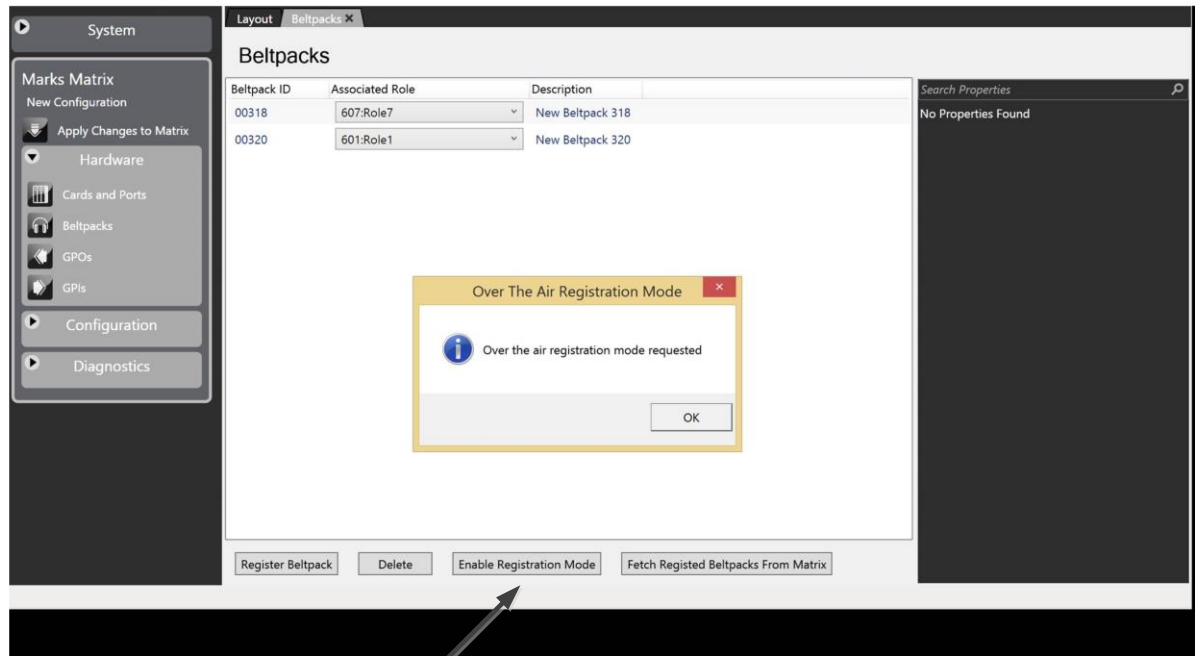 System
Marks Matrix
New Configuration
Apply Changes to Matrix
Hardware
Cards and Ports
Beltpacks
GPOs
GPIs
Configuration
Diagnostics
Layout Beltpacks ×
Beltpacks
Beltpack ID Associated Role Description
00318 607:Role7 New Beltpack 318
00320 601:Role1 New Beltpack 320
Over The Air Registration Mode ×
Over the air registration mode requested
OK
Register Beltpack Delete Enable Registration Mode Fetch Registed Beltpacks From Matrix
Search Properties
No Properties Found